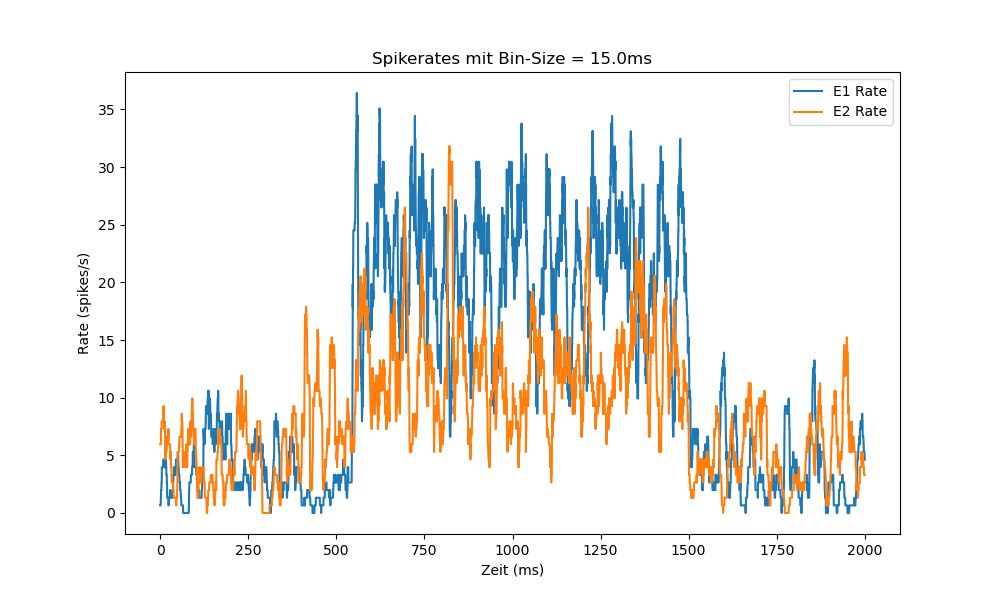 Spikerates mit Bin-Size = 15.0ms
E1 Rate
E2 Rate
Rate (spikes/s)
35
30
25
20
15
10
5
0
0 250 500 750 1000 1250 1500 1750 2000
Zeit (ms)